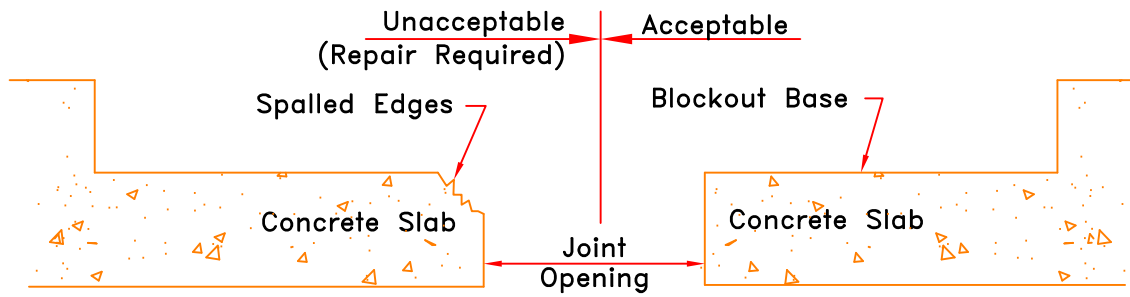 Unacceptable
(Repair Required)
Acceptable
Spalled Edges
Blockout Base
Concrete Slab
Concrete Slab
Joint
Opening